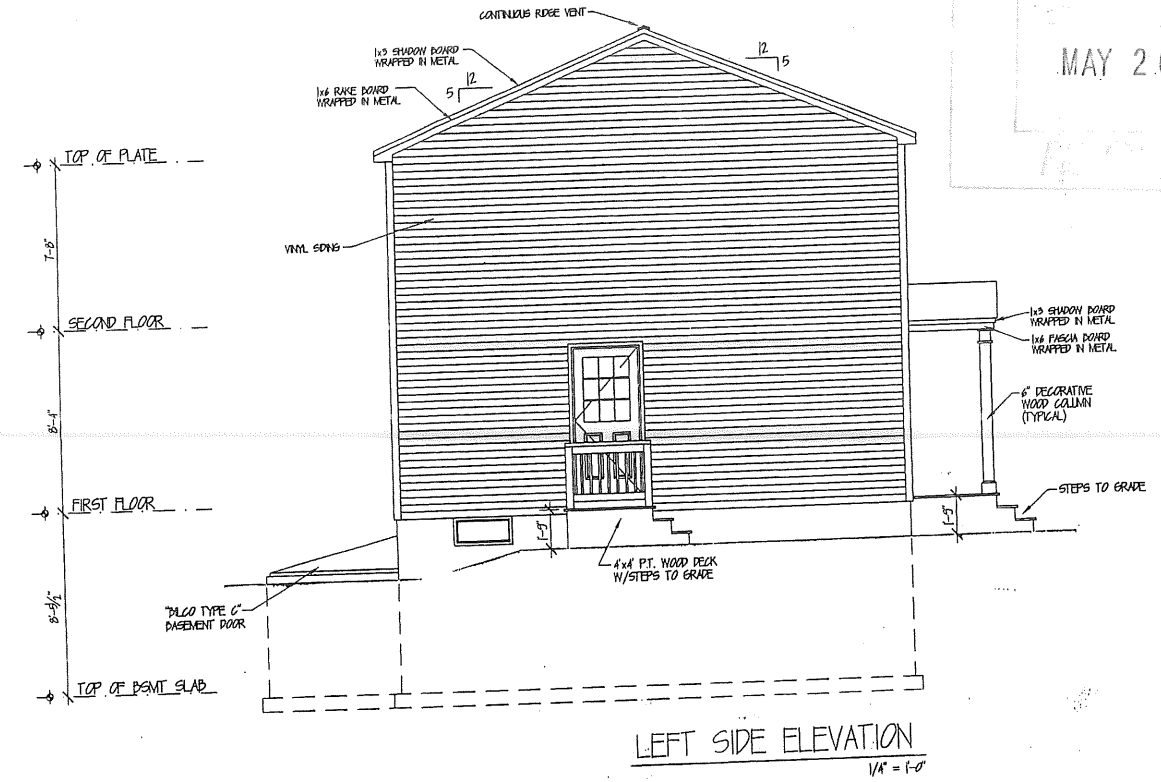 CONTINUOUS RIDGE VENT
MAY 2
1x3 SHADOW BOARD
WRAPPED IN METAL
12
5
12
5
1x6 RAKE BOARD
WRAPPED IN METAL
TOP OF PLATE
7'-8"
VINYL SIDING
SECOND FLOOR
1x3 SHADOW BOARD
WRAPPED IN METAL
1x6 FASCIA BOARD
WRAPPED IN METAL
6" DECORATIVE
WOOD COLUMN
(TYPICAL)
8'-4"
FIRST FLOOR
STEPS TO GRADE
1'-9"
1'-9"
4'x4' P.T. WOOD DECK
W/STEPS TO GRADE
8'-5 1/2"
"BILCO TYPE C"
BASEMENT DOOR
TOP OF BSMT SLAB
LEFT SIDE ELEVATION
1/4" = 1'-0"